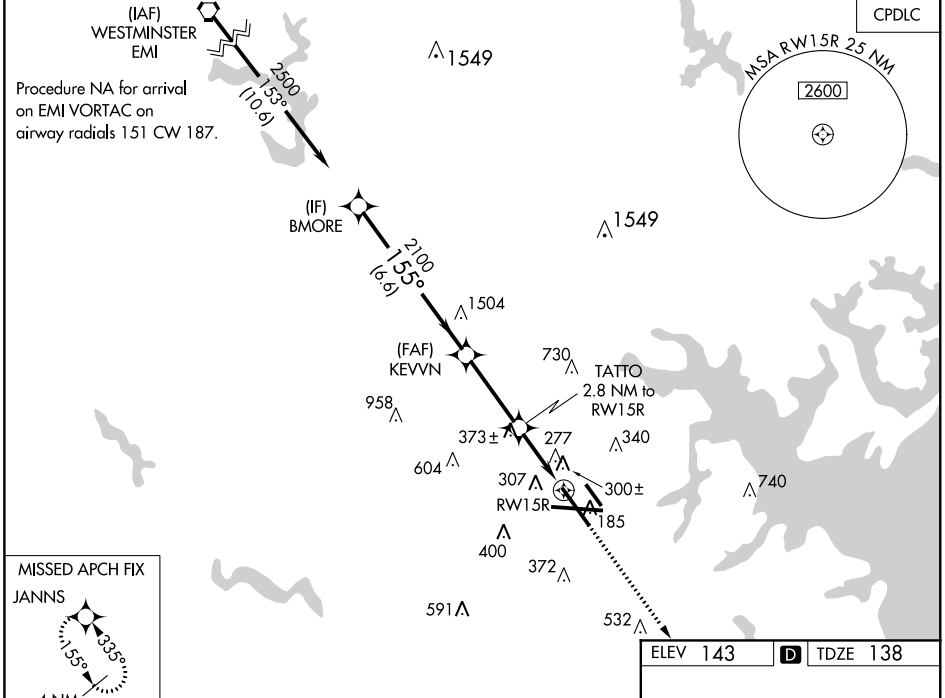 (IAF)
WESTMINSTER
EMI
CPDLC
1549
MSA RW15R 25 NM
2600
Procedure NA for arrival
on EMI VORTAC on
airway radials 151 CW 187.
2500
153°
(10.6)
(IF)
BMORE
1549
2100
155°
(6.6)
1504
(FAF)
KEVVN
730
TATTO
2.8 NM to
RW15R
958
373±
277
340
604
307
300±
740
RW15R
185
400
372
591
532
MISSED APCH FIX
JANNS
155°
335°
4 NM
ELEV 143
D
TDZE 138